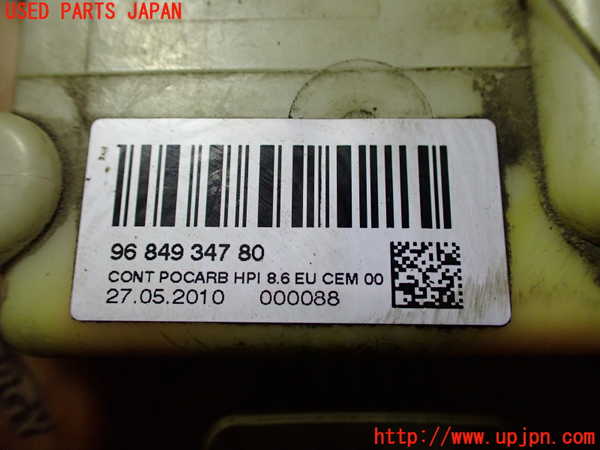 USED PARTS JAPAN
96 849 347 80
CONT POCARB HPI 8.6 EU CEM 00
27.05.2010 000088
http://www.upjpn.com/